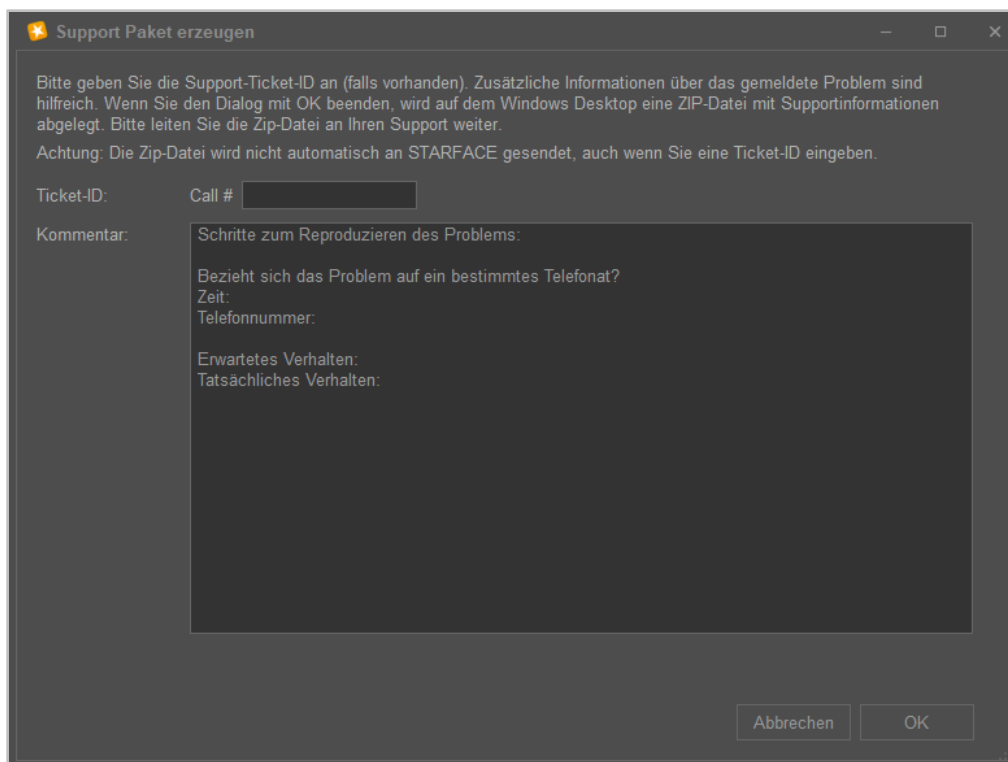 Support Paket erzeugen
Bitte geben Sie die Support-Ticket-ID an (falls vorhanden). Zusätzliche Informationen über das gemeldete Problem sind
hilfreich. Wenn Sie den Dialog mit OK beenden, wird auf dem Windows Desktop eine ZIP-Datei mit Supportinformationen
abgelegt. Bitte leiten Sie die Zip-Datei an Ihren Support weiter.
Achtung: Die Zip-Datei wird nicht automatisch an STARFACE gesendet, auch wenn Sie eine Ticket-ID eingeben.
Ticket-ID: Call #
Kommentar: Schritte zum Reproduzieren des Problems:
Bezieht sich das Problem auf ein bestimmtes Telefonat?
Zeit:
Telefonnummer:
Erwartetes Verhalten:
Tatsächliches Verhalten:
Abbrechen OK